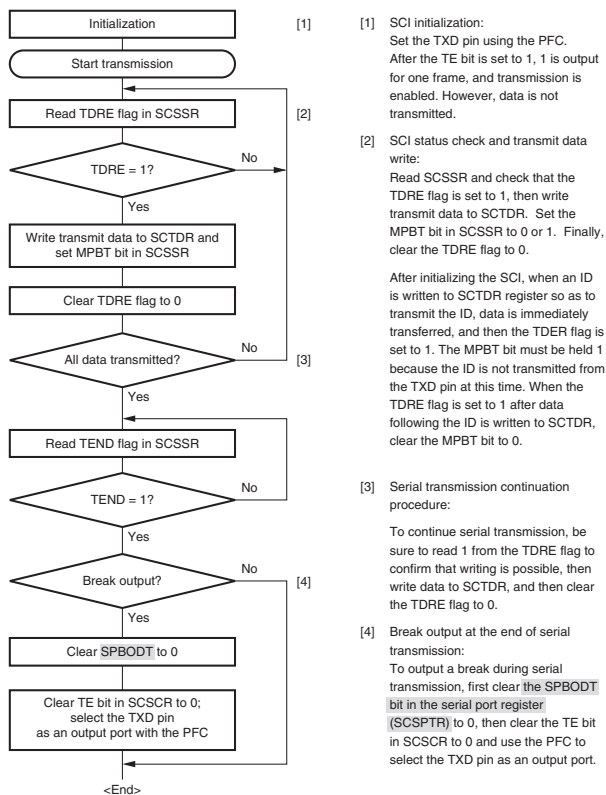 Initialization
[1]
Start transmission
Read TDRE flag in SCSSR
[2]
TDRE = 1?
No
Yes
Write transmit data to SCTDR and
set MPBT bit in SCSSR
Clear TDRE flag to 0
All data transmitted?
No
[3]
Yes
Read TEND flag in SCSSR
TEND = 1?
No
Yes
Break output?
No
[4]
Yes
Clear SPBODT to 0
Clear TE bit in SCSCR to 0;
select the TXD pin
as an output port with the PFC
<End>
[1] SCI initialization:
Set the TXD pin using the PFC.
After the TE bit is set to 1, 1 is output
for one frame, and transmission is
enabled. However, data is not
transmitted.
[2] SCI status check and transmit data
write:
Read SCSSR and check that the
TDRE flag is set to 1, then write
transmit data to SCTDR. Set the
MPBT bit in SCSSR to 0 or 1. Finally,
clear the TDRE flag to 0.
After initializing the SCI, when an ID
is written to SCTDR register so as to
transmit the ID, data is immediately
transferred, and then the TDER flag is
set to 1. The MPBT bit must be held 1
because the ID is not transmitted from
the TXD pin at this time. When the
TDRE flag is set to 1 after data
following the ID is written to SCTDR,
clear the MPBT bit to 0.
[3] Serial transmission continuation
procedure:
To continue serial transmission, be
sure to read 1 from the TDRE flag to
confirm that writing is possible, then
write data to SCTDR, and then clear
the TDRE flag to 0.
[4] Break output at the end of serial
transmission:
To output a break during serial
transmission, first clear the SPBODT
bit in the serial port register
(SCSPTR) to 0, then clear the TE bit
in SCSCR to 0 and use the PFC to
select the TXD pin as an output port.